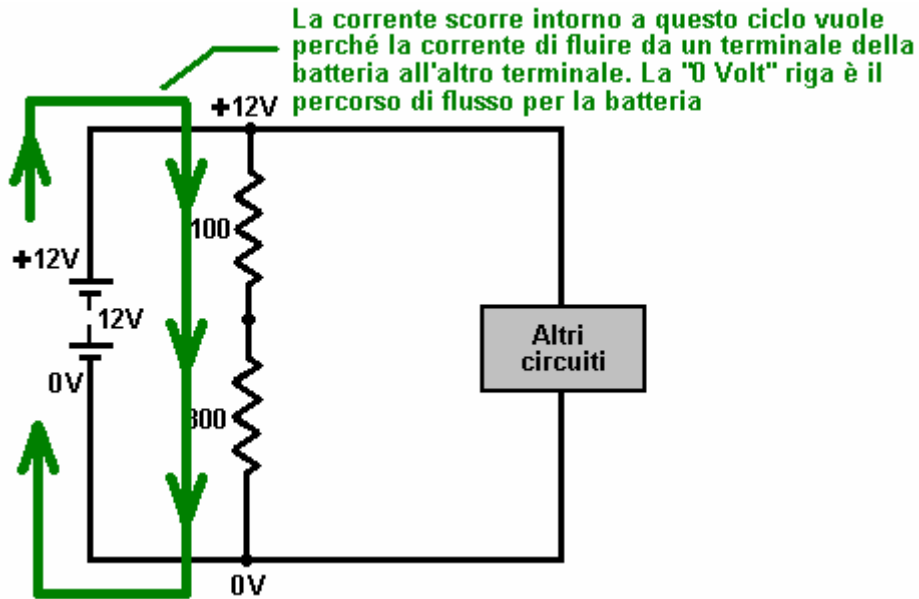 La corrente scorre intorno a questo ciclo vuole
perché la corrente di fluire da un terminale della
batteria all'altro terminale. La "0 Volt" riga è il
percorso di flusso per la batteria
+12V
100
+12V
12V
Altri
circuiti
0V
300
0V